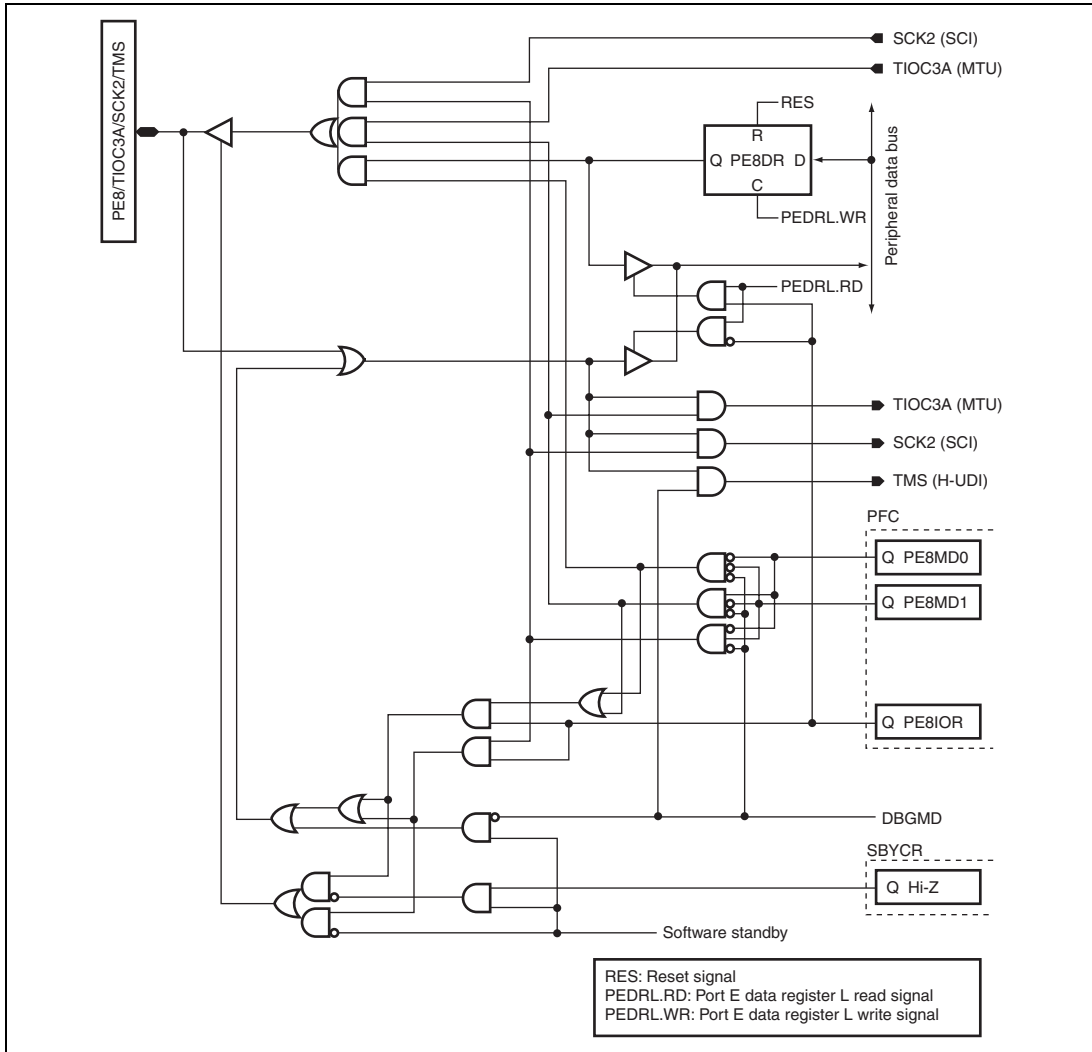 PE8/TIOC3A/SCK2/TMS
SCK2 (SCI)
TIOC3A (MTU)
RES
R
Q PE8DR D
C
PEDRL.WR
Peripheral data bus
PEDRL.RD
TIOC3A (MTU)
SCK2 (SCI)
TMS (H-UDI)
PFC
Q PE8MD0
Q PE8MD1
Q PE8IOR
DBGMD
SBYCR
Q Hi-Z
Software standby
RES: Reset signal
PEDRL.RD: Port E data register L read signal
PEDRL.WR: Port E data register L write signal